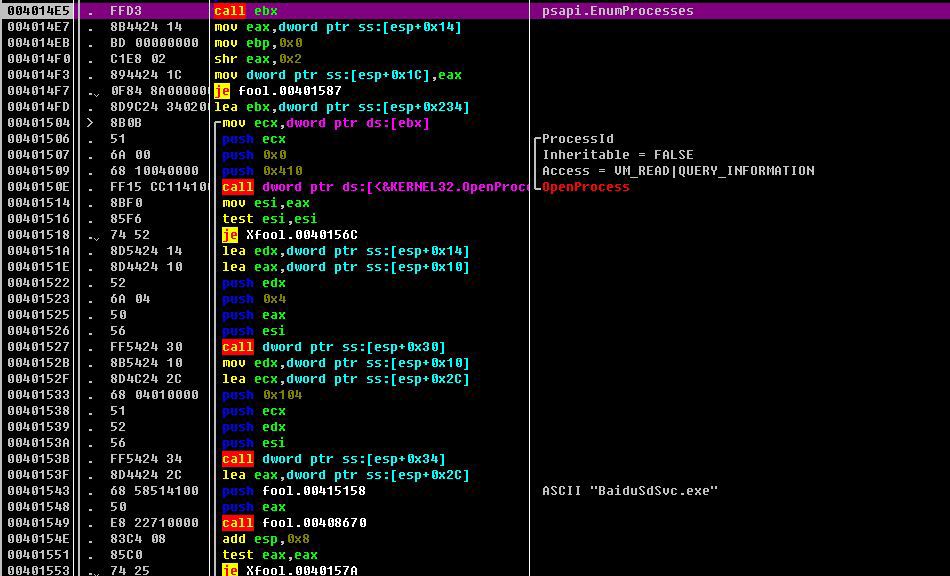 004014E5 . FFD3 call ebx psapi.EnumProcesses
004014E7 . 8B4424 14 mov eax,dword ptr ss:[esp+0x14]
004014EB . BD 00000000 mov ebp,0x0
004014F0 . C1E8 02 shr eax,0x2
004014F3 . 894424 1C mov dword ptr ss:[esp+0x1C],eax
004014F7 . 0F84 8A00000 je fool.00401587
004014FD . 8D9C24 34020 lea ebx,dword ptr ss:[esp+0x234]
00401504 > 8B0B mov ecx,dword ptr ds:[ebx]
00401506 . 51 push ecx ProcessId
00401507 . 6A 00 push 0x0 Inheritable = FALSE
00401509 . 68 10040000 push 0x410 Access = VM_READ|QUERY_INFORMATION
0040150E . FF15 CC114100 call dword ptr ds:[<&KERNEL32.OpenProce OpenProcess
00401514 . 8BF0 mov esi,eax
00401516 . 85F6 test esi,esi
00401518 . 74 52 je Xfool.0040156C
0040151A . 8D5424 14 lea edx,dword ptr ss:[esp+0x14]
0040151E . 8D4424 10 lea eax,dword ptr ss:[esp+0x10]
00401522 . 52 push edx
00401523 . 6A 04 push 0x4
00401525 . 50 push eax
00401526 . 56 push esi
00401527 . FF5424 30 call dword ptr ss:[esp+0x30]
0040152B . 8B5424 10 mov edx,dword ptr ss:[esp+0x10]
0040152F . 8D4C24 2C lea ecx,dword ptr ss:[esp+0x2C]
00401533 . 68 04010000 push 0x104
00401538 . 51 push ecx
00401539 . 52 push edx
0040153A . 56 push esi
0040153B . FF5424 34 call dword ptr ss:[esp+0x34]
0040153F . 8D4424 2C lea eax,dword ptr ss:[esp+0x2C]
00401543 . 68 58514100 push fool.00415158 ASCII "BaiduSdSvc.exe"
00401548 . 50 push eax
00401549 . E8 22710000 call fool.00408670
0040154E . 83C4 08 add esp,0x8
00401551 . 85C0 test eax,eax
00401553 . 74 25 je Xfool.0040157A